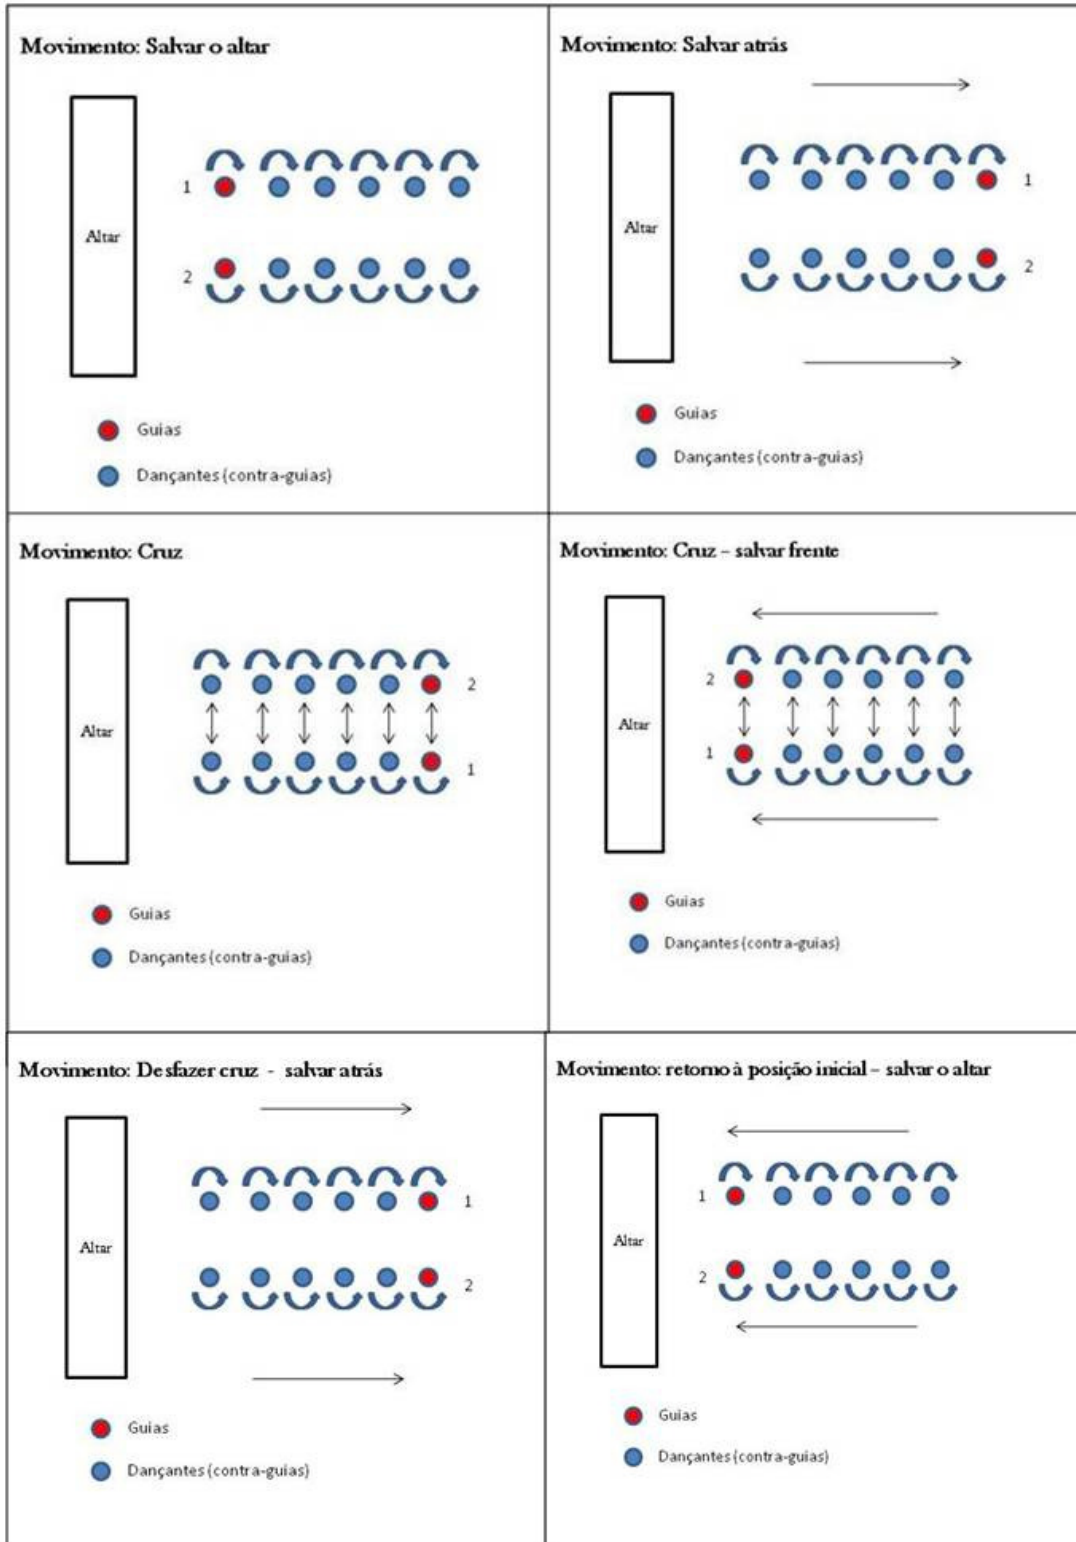 Movimento: Salvar o altar
1
Altar
2
Guias
Dançantes (contra-guias)
Movimento: Salvar atrás
1
Altar
2
Guias
Dançantes (contra-guias)
Movimento: Cruz
2
Altar
1
Guias
Dançantes (contra-guias)
Movimento: Cruz – salvar frente
2
Altar
1
Guias
Dançantes (contra-guias)
Movimento: Desfazer cruz - salvar atrás
1
Altar
2
Guias
Dançantes (contra-guias)
Movimento: retorno à posição inicial – salvar o altar
1
Altar
2
Guias
Dançantes (contra-guias)